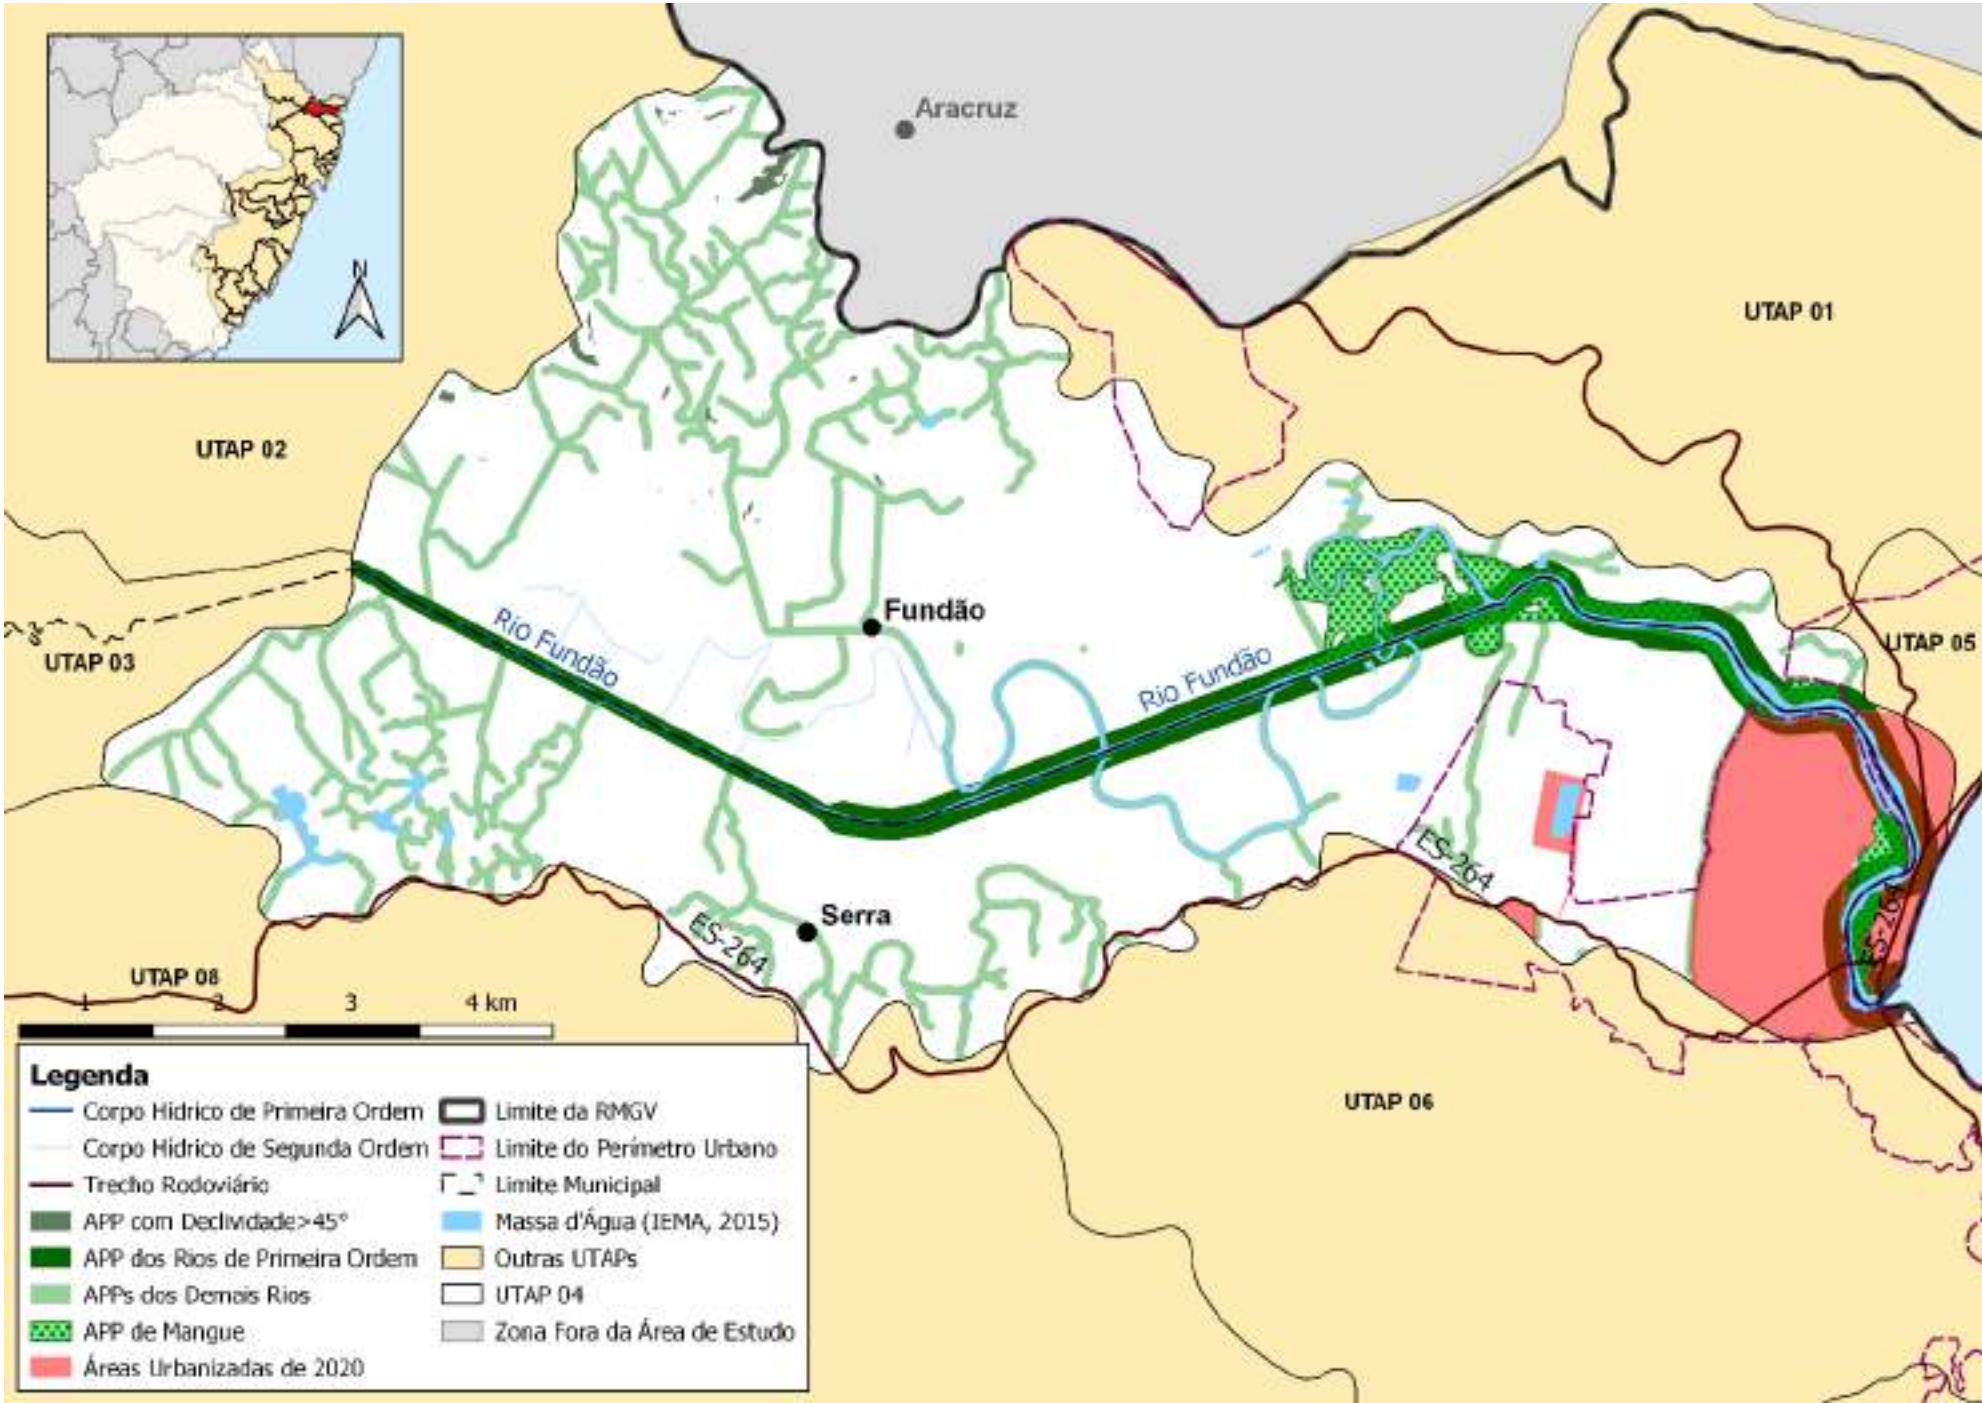 N
Aracruz
UTAP 01
UTAP 02
Fundão
Rio Fundão
Rio Fundão
UTAP 03
UTAP 05
ES-264
ES-264
Serra
ES-264
UTAP 08
1 2 3 4 km
UTAP 06
Legenda
Corpo Hídrico de Primeira Ordem
Corpo Hídrico de Segunda Ordem
Trecho Rodoviário
APP com Declividade>45°
APP dos Rios de Primeira Ordem
APPs dos Demais Rios
APP de Mangue
Áreas Urbanizadas de 2020
Limite da RMGV
Limite do Perímetro Urbano
Limite Municipal
Massa d'Água (IEMA, 2015)
Outras UTAPs
UTAP 04
Zona Fora da Área de Estudo